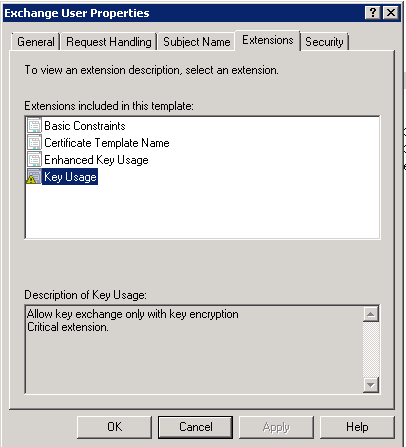 Exchange User Properties
General Request Handling Subject Name Extensions Security
To view an extension description, select an extension.
Extensions included in this template:
Basic Constraints
Certificate Template Name
Enhanced Key Usage
Key Usage
Description of Key Usage:
Allow key exchange only with key encryption
Critical extension.
OK Cancel Apply Help